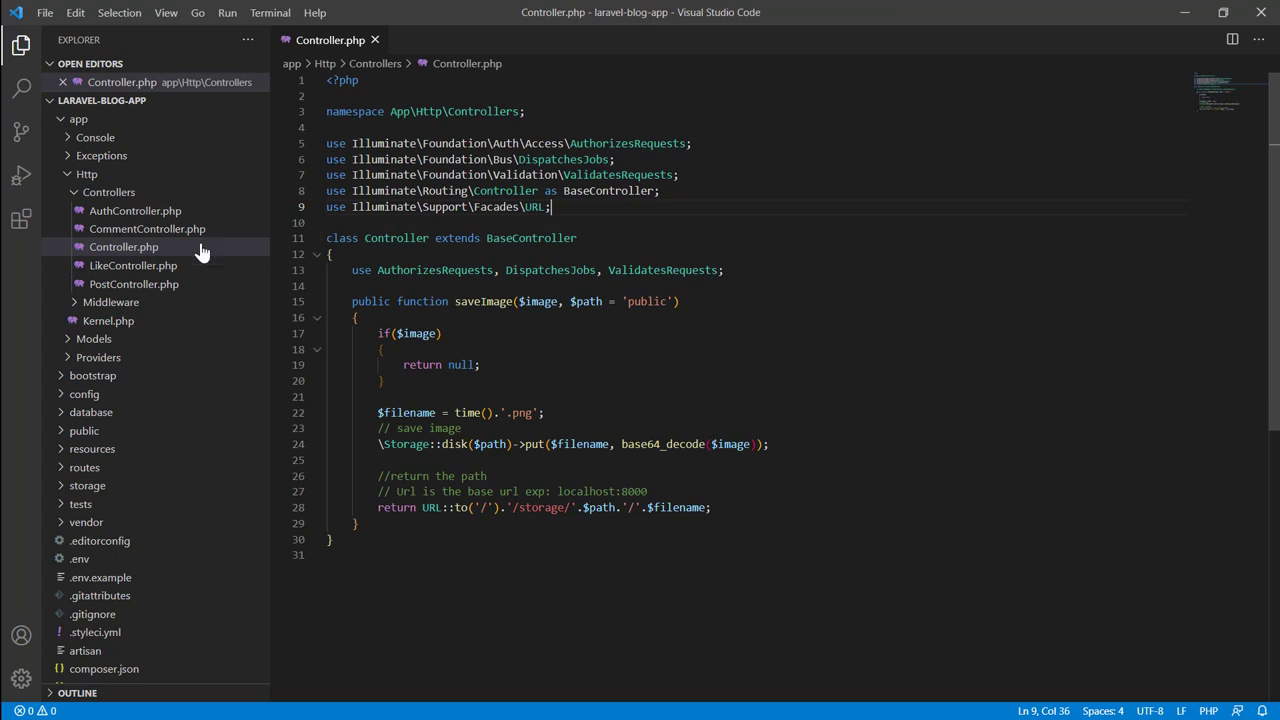 File Edit Selection View Go Run Terminal Help Controller.php - laravel-blog-app - Visual Studio Code
EXPLORER
OPEN EDITORS
Controller.php app\Http\Controllers
LARAVEL-BLOG-APP
app
Console
Exceptions
Http
Controllers
AuthController.php
CommentController.php
Controller.php
LikeController.php
PostController.php
Middleware
Kernel.php
Models
Providers
bootstrap
config
database
public
resources
routes
storage
tests
vendor
.editorconfig
.env
.env.example
.gitattributes
.gitignore
.styleci.yml
artisan
composer.json
OUTLINE
Controller.php
app > Http > Controllers > Controller.php
1 <?php
2
3 namespace App\Http\Controllers;
4
5 use Illuminate\Foundation\Auth\Access\AuthorizesRequests;
6 use Illuminate\Foundation\Bus\DispatchesJobs;
7 use Illuminate\Foundation\Validation\ValidatesRequests;
8 use Illuminate\Routing\Controller as BaseController;
9 use Illuminate\Support\Facades\URL;
10
11 class Controller extends BaseController
12 {
13 use AuthorizesRequests, DispatchesJobs, ValidatesRequests;
14
15 public function saveImage($image, $path = 'public')
16 {
17 if($image)
18 {
19 return null;
20 }
21
22 $filename = time().'.png';
23 // save image
24 \Storage::disk($path)->put($filename, base64_decode($image));
25
26 //return the path
27 // Url is the base url exp: localhost:8000
28 return URL::to('/').'/storage/'.$path.'/'.$filename;
29 }
30 }
31
0 0 Ln 9, Col 36 Spaces: 4 UTF-8 LF PHP